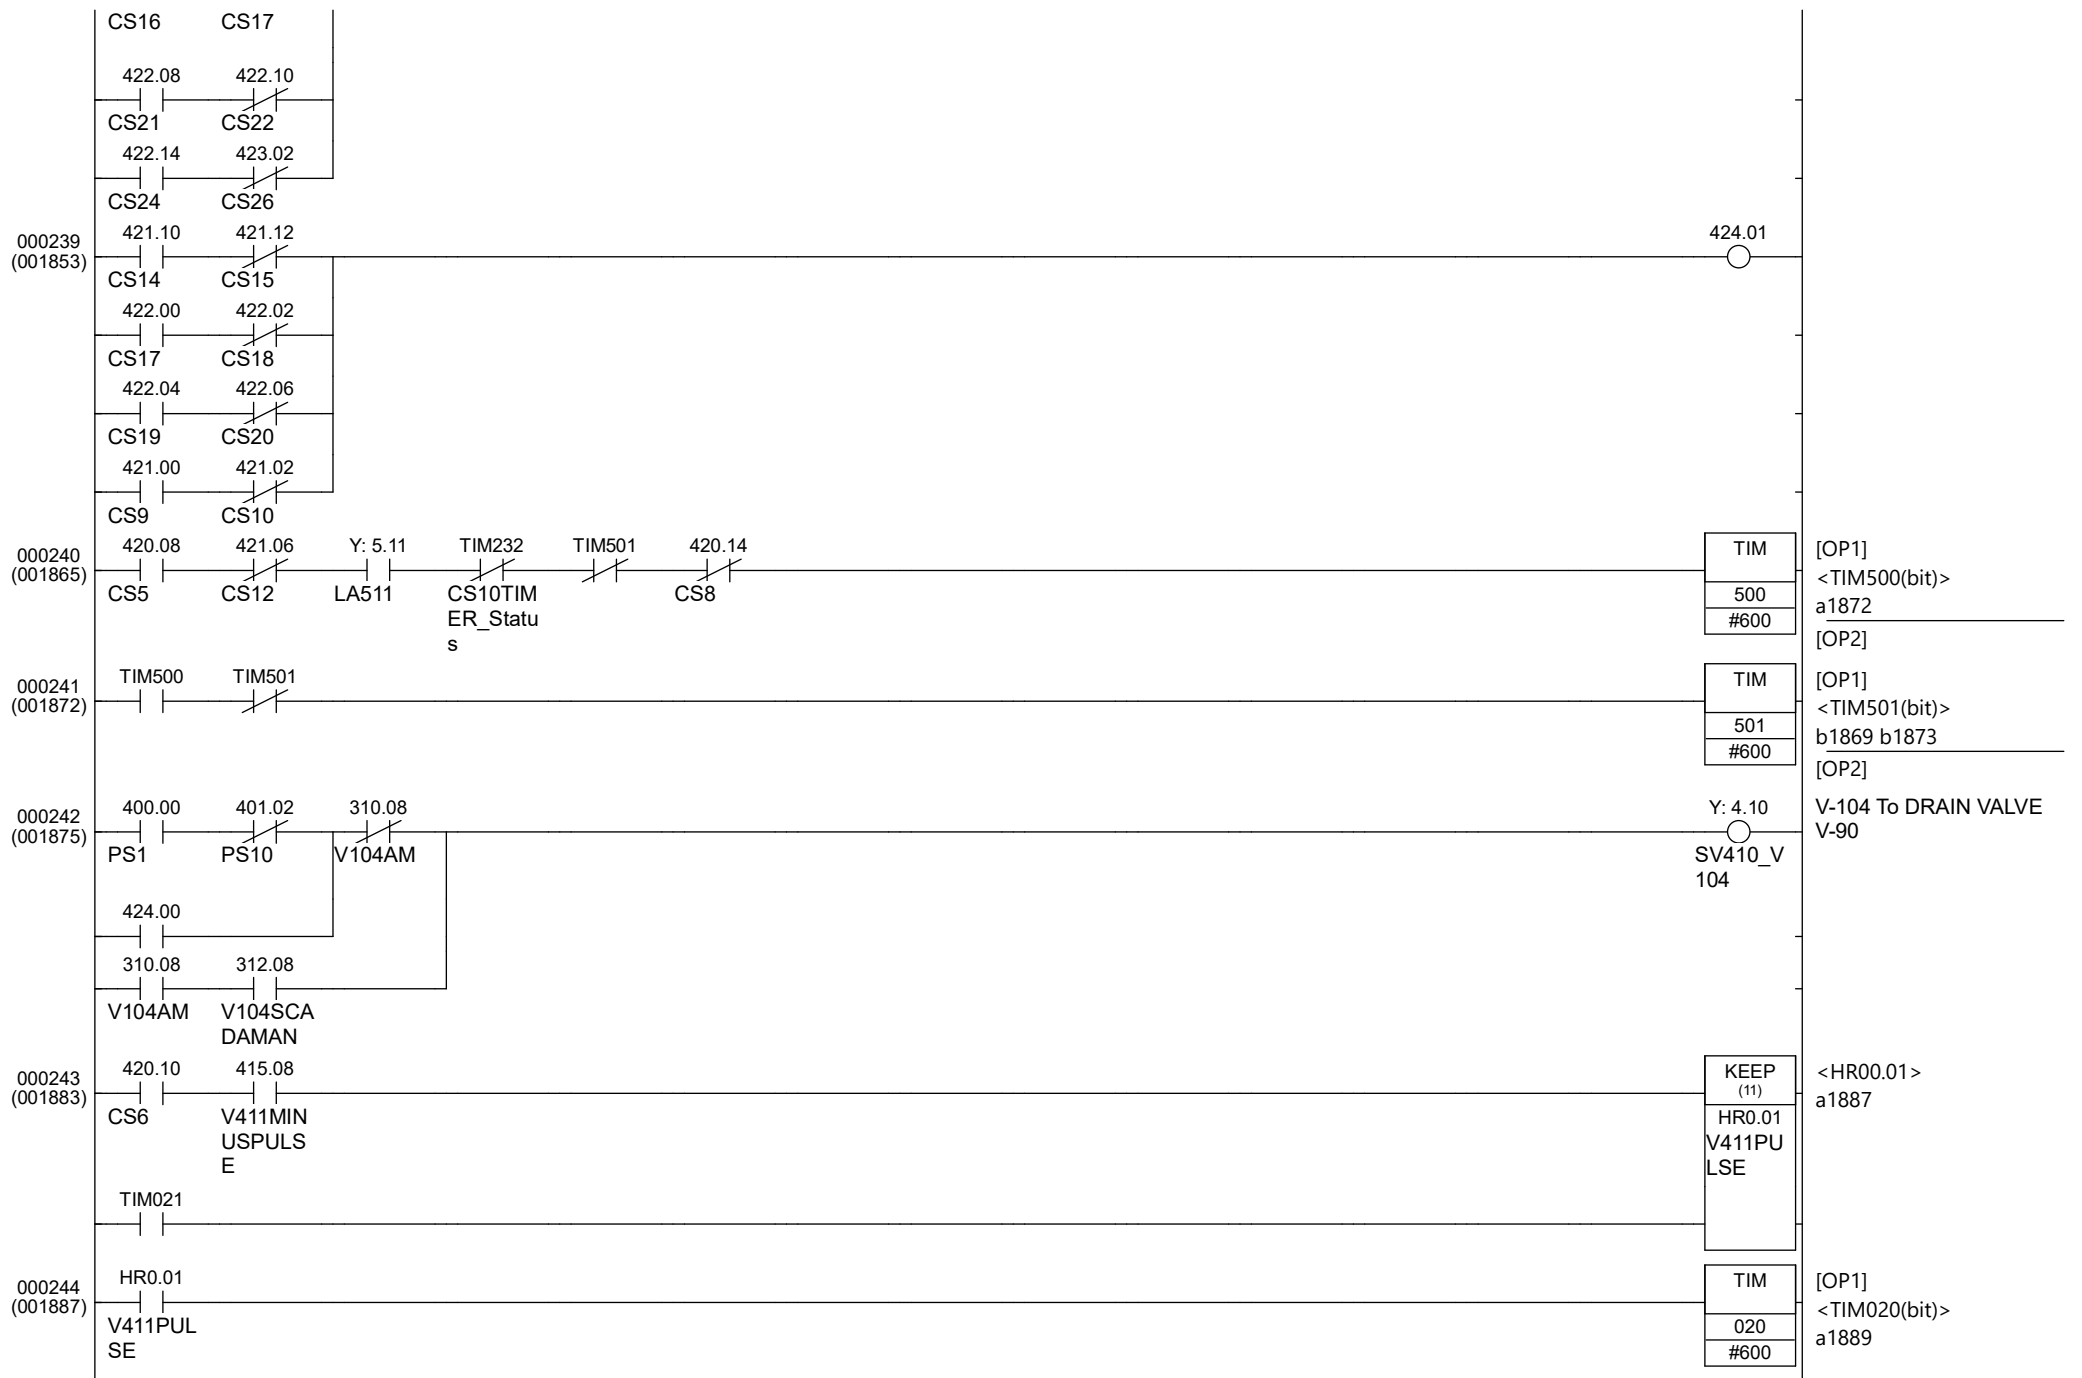 CS16 CS17
422.08 422.10
CS21 CS22
422.14 423.02
CS24 CS26
000239
(001853)
421.10 421.12 424.01
CS14 CS15
422.00 422.02
CS17 CS18
422.04 422.06
CS19 CS20
421.00 421.02
CS9 CS10
000240
(001865)
420.08 421.06 Y: 5.11 TIM232 TIM501 420.14
CS5 CS12 LA511 CS10TIM
ER_Statu
s
CS8
TIM
500
#600
[OP1]
<TIM500(bit)>
a1872
[OP2]
000241
(001872)
TIM500 TIM501
TIM
501
#600
[OP1]
<TIM501(bit)>
b1869 b1873
[OP2]
000242
(001875)
400.00 401.02 310.08
PS1 PS10 V104AM
Y: 4.10
SV410_V
104
V-104 To DRAIN VALVE
V-90
424.00
310.08 312.08
V104AM V104SCA
DAMAN
000243
(001883)
420.10 415.08
CS6 V411MIN
USPULS
E
KEEP
(11)
HR0.01
V411PU
LSE
<HR00.01>
a1887
TIM021
000244
(001887)
HR0.01
V411PUL
SE
TIM
020
#600
[OP1]
<TIM020(bit)>
a1889